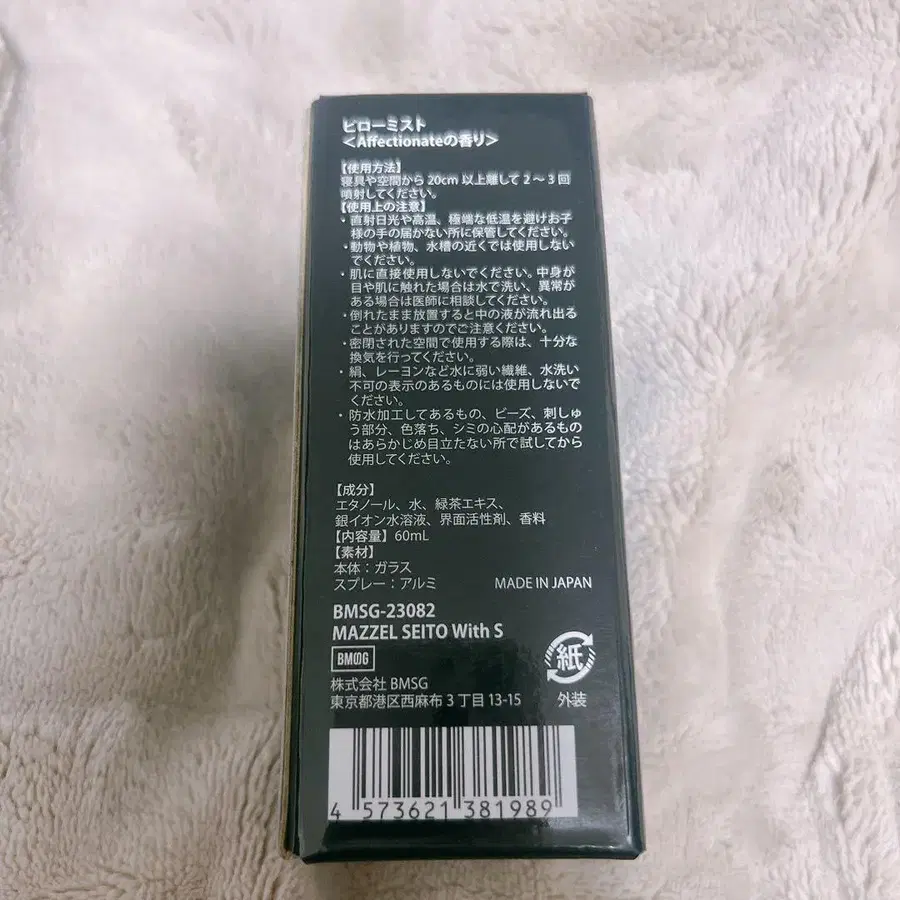 ピローミスト
<Affectionateの香り>
【使用方法】
寝具や空間から 20cm 以上離して 2 〜 3 回
噴射してください。
【使用上の注意】
・直射日光や高温、極端な低温を避けお子
様の手の届かない所に保管してください。
・動物や植物、水槽の近くでは使用しない
でください。
・肌に直接使用しないでください。中身が
目や肌に触れた場合は水で洗い、異常が
ある場合は医師に相談してください。
・倒れたまま放置すると中の液が流れ出る
ことがありますのでご注意ください。
・密閉された空間で使用する際は、十分な
換気を行ってください。
・絹、レーヨンなど水に弱い繊維、水洗い
不可の表示のあるものには使用しないで
ください。
・防水加工してあるもの、ビーズ、刺しゅ
う部分、色落ち、シミの心配があるもの
はあらかじめ目立たない所で試してから
使用してください。
【成分】
エタノール、水、緑茶エキス、
銀イオン水溶液、界面活性剤、香料
【内容量】60mL
【素材】
本体：ガラス
スプレー：アルミ MADE IN JAPAN
BMSG-23082
MAZZEL SEITO With S
BMSG
紙
株式会社 BMSG
東京都港区西麻布 3 丁目 13-15 外装
4 573621 381989